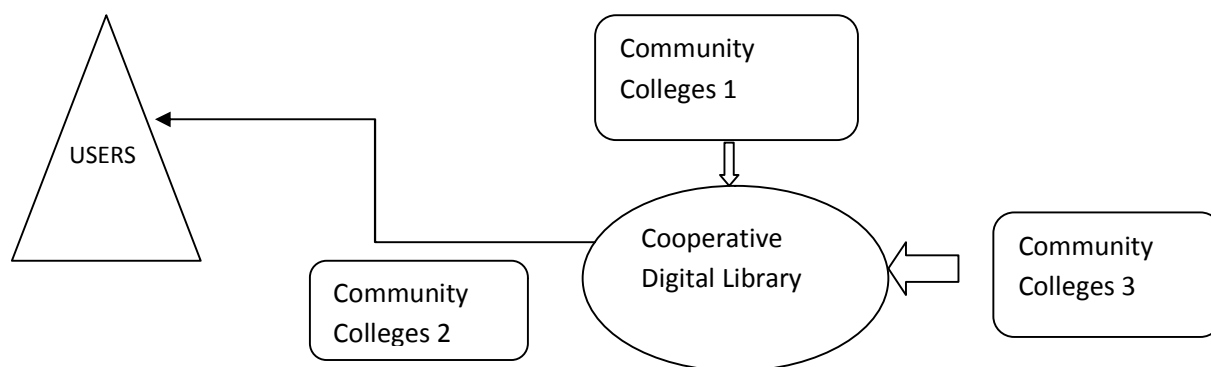 Community
Colleges 1
USERS
Cooperative
Digital Library
Community
Colleges 3
Community
Colleges 2